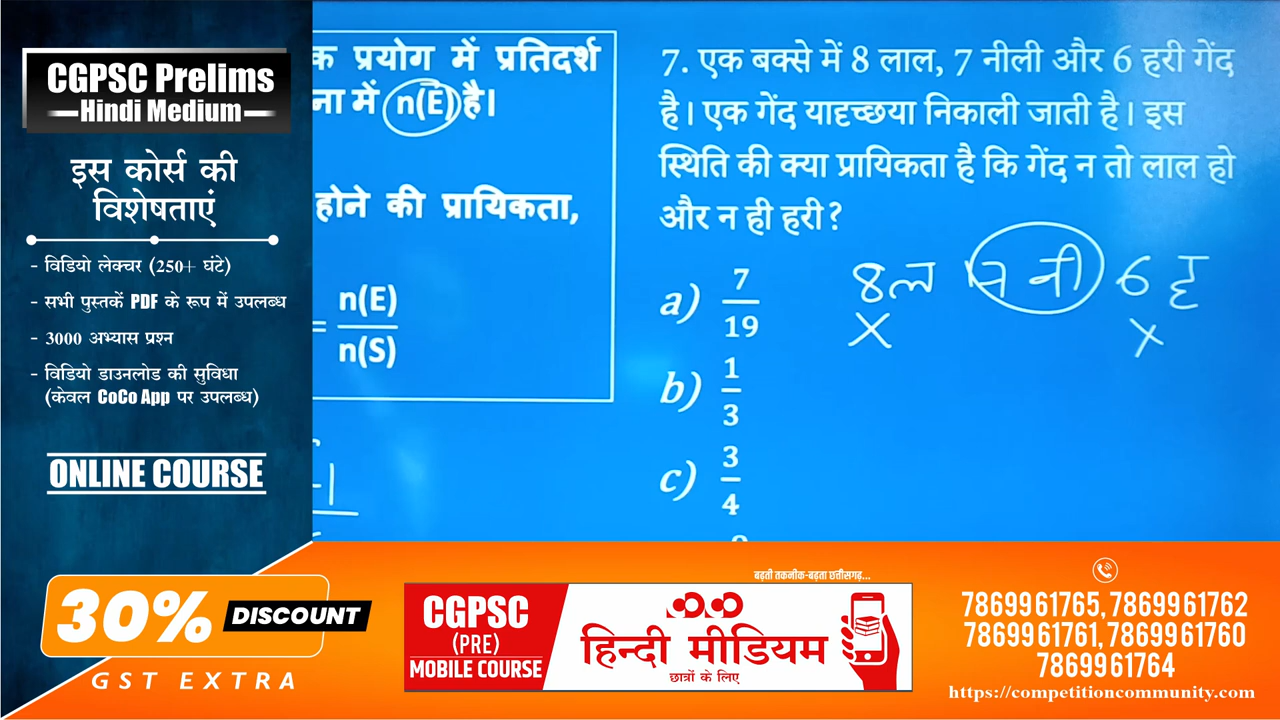 CGPSC Prelims
Hindi Medium
इस कोर्स की
विशेषताएं
- विडियो लेक्चर (250+ घंटे)
- सभी पुस्तकें PDF के रूप में उपलब्ध
- 3000 अभ्यास प्रश्न
- विडियो डाउनलोड की सुविधा
(केवल CoCo App पर उपलब्ध)
ONLINE COURSE
क प्रयोग में प्रतिदर्श
ना में n(E) है।
होने की प्रायिकता,
= n(E)
n(S)
7. एक बक्से में 8 लाल, 7 नीली और 6 हरी गेंद
है। एक गेंद यादृच्छया निकाली जाती है। इस
स्थिति की क्या प्रायिकता है कि गेंद न तो लाल हो
और न ही हरी?
a) 7/19
b) 1/3
c) 3/4
8ल नी 6 ह
X X
30% DISCOUNT
GST EXTRA
बढ़ती तकनीक-बढ़ता छत्तीसगढ़...
CGPSC
(PRE)
MOBILE COURSE
हिन्दी मीडियम
छात्रों के लिए
7869961765, 7869961762
7869961761, 7869961760
7869961764
https://competitioncommunity.com